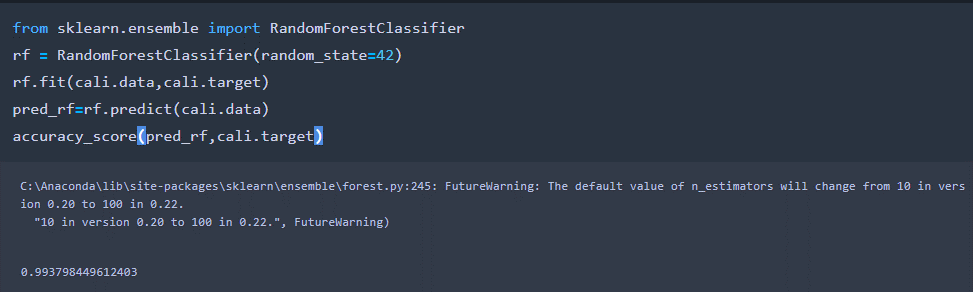 from sklearn.ensemble import RandomForestClassifier
rf = RandomForestClassifier(random_state=42)
rf.fit(cali.data,cali.target)
pred_rf=rf.predict(cali.data)
accuracy_score(pred_rf,cali.target)
C:\Anaconda\lib\site-packages\sklearn\ensemble\forest.py:245: FutureWarning: The default value of n_estimators will change from 10 in vers
ion 0.20 to 100 in 0.22.
"10 in version 0.20 to 100 in 0.22.", FutureWarning)
0.993798449612403